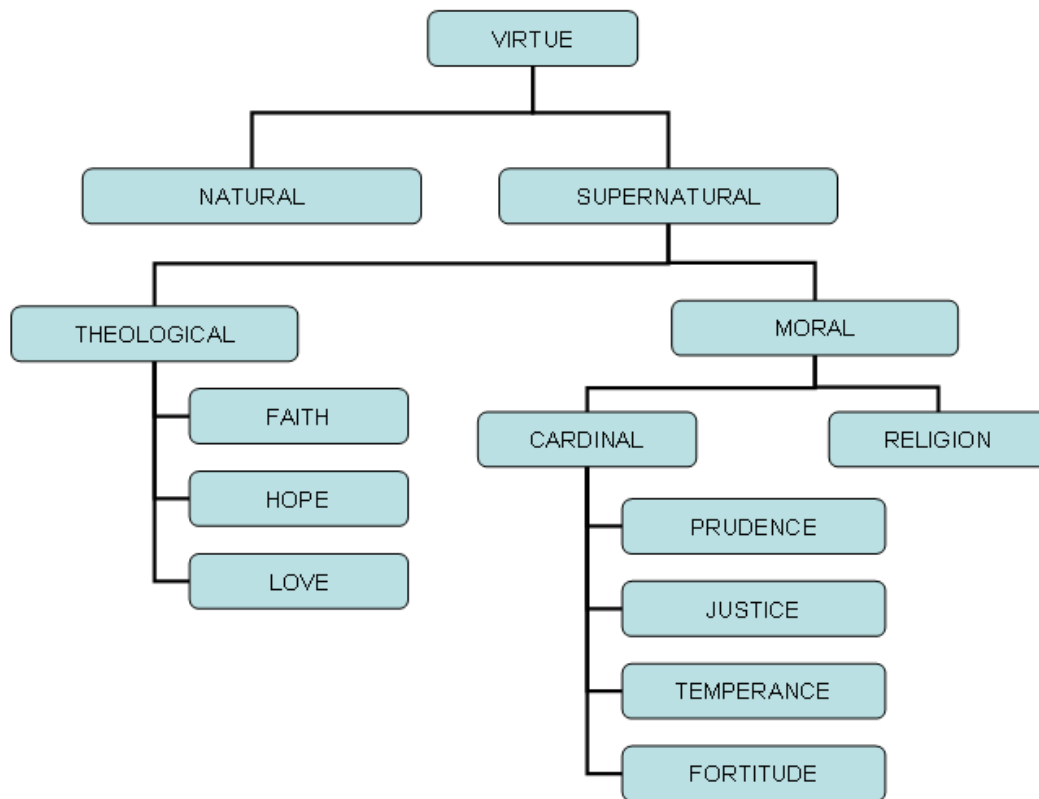 VIRTUE
NATURAL
SUPERNATURAL
THEOLOGICAL
MORAL
FAITH
HOPE
LOVE
CARDINAL
RELIGION
PRUDENCE
JUSTICE
TEMPERANCE
FORTITUDE